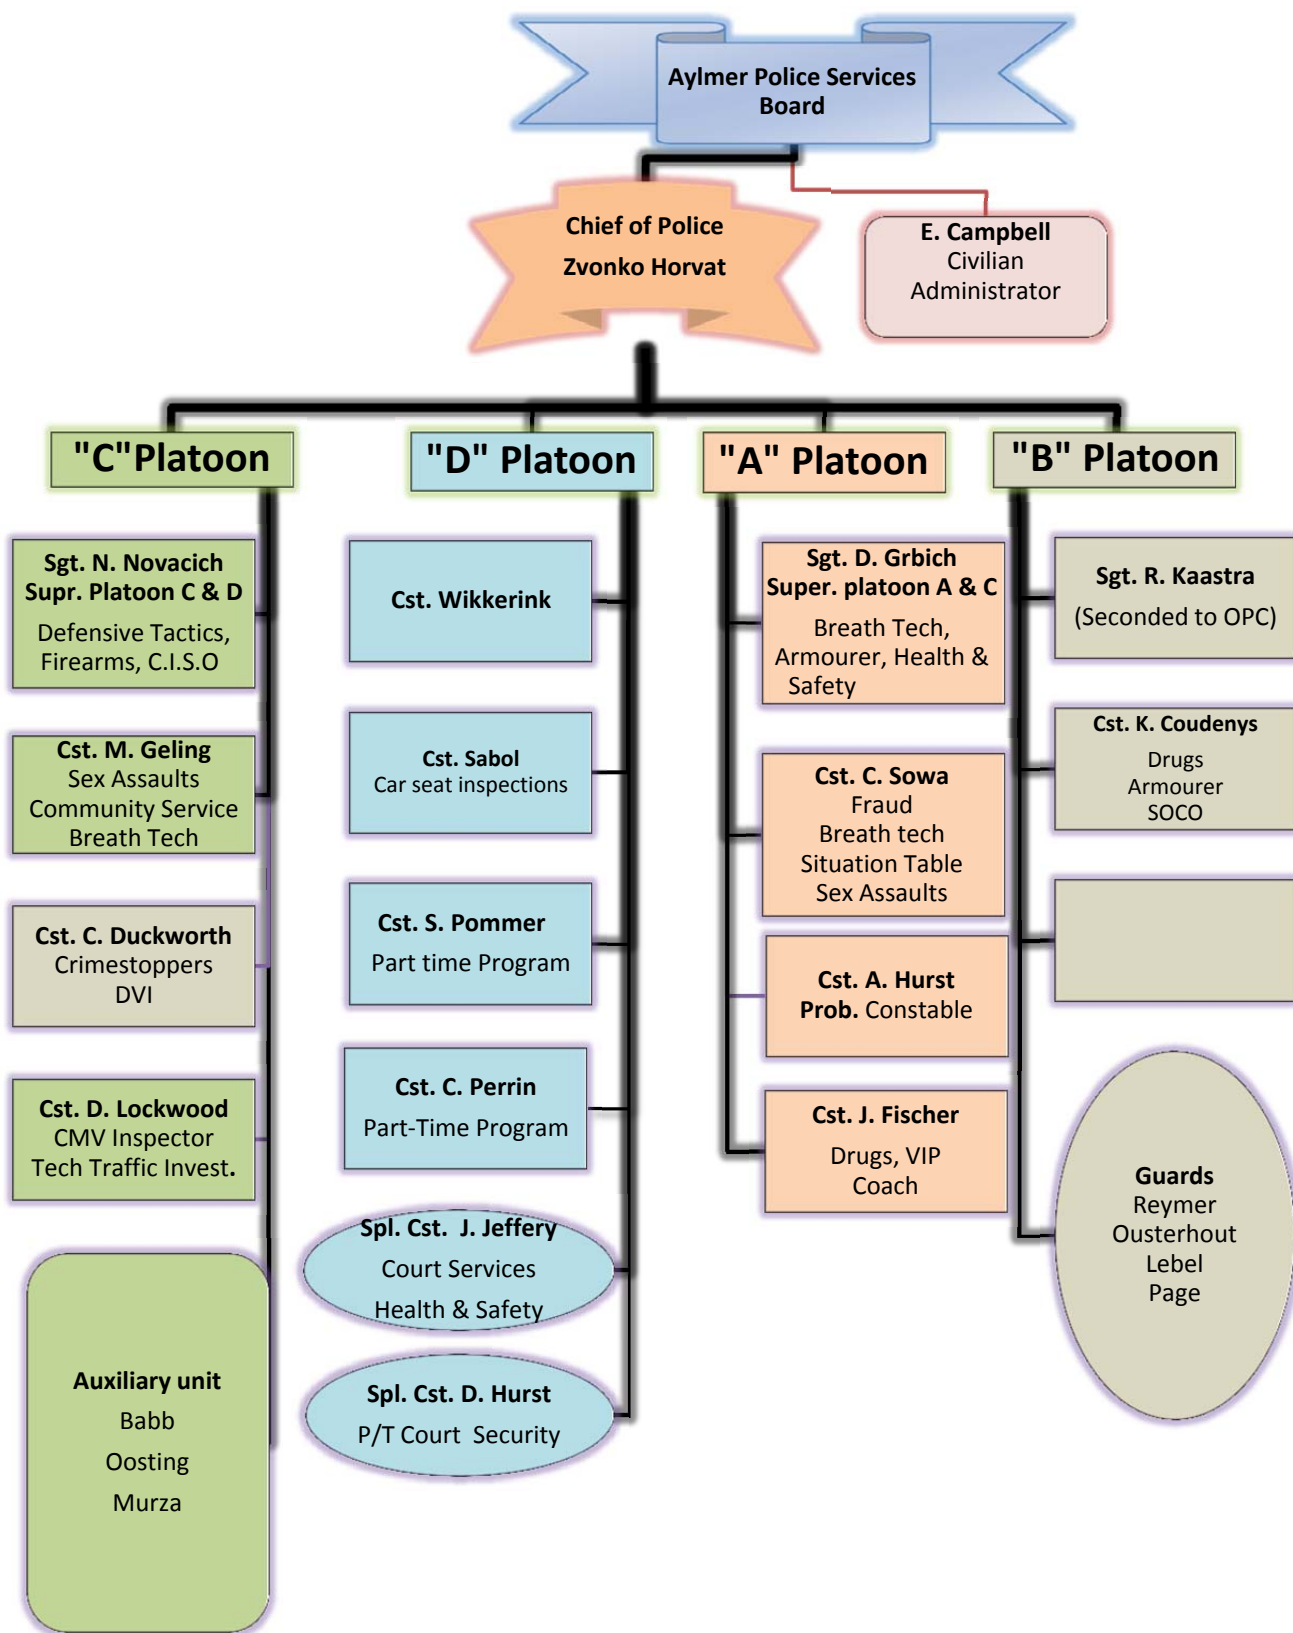 Aylmer Police Services
Board
Chief of Police
Zvonko Horvat
E. Campbell
Civilian
Administrator
"C"Platoon
Sgt. N. Novacich
Supr. Platoon C & D
Defensive Tactics,
Firearms, C.I.S.O
Cst. M. Geling
Sex Assaults
Community Service
Breath Tech
Cst. C. Duckworth
Crimestoppers
DVI
Cst. D. Lockwood
CMV Inspector
Tech Traffic Invest.
Auxiliary unit
Babb
Oosting
Murza
"D" Platoon
Cst. Wikkerink
Cst. Sabol
Car seat inspections
Cst. S. Pommer
Part time Program
Cst. C. Perrin
Part-Time Program
Spl. Cst. J. Jeffery
Court Services
Health & Safety
Spl. Cst. D. Hurst
P/T Court Security
"A" Platoon
Sgt. D. Grbich
Super. platoon A & C
Breath Tech,
Armourer, Health &
Safety
Cst. C. Sowa
Fraud
Breath tech
Situation Table
Sex Assaults
Cst. A. Hurst
Prob. Constable
Cst. J. Fischer
Drugs, VIP
Coach
"B" Platoon
Sgt. R. Kaastra
(Seconded to OPC)
Cst. K. Coudenys
Drugs
Armourer
SOCO
Guards
Reymer
Ousterhout
Lebel
Page